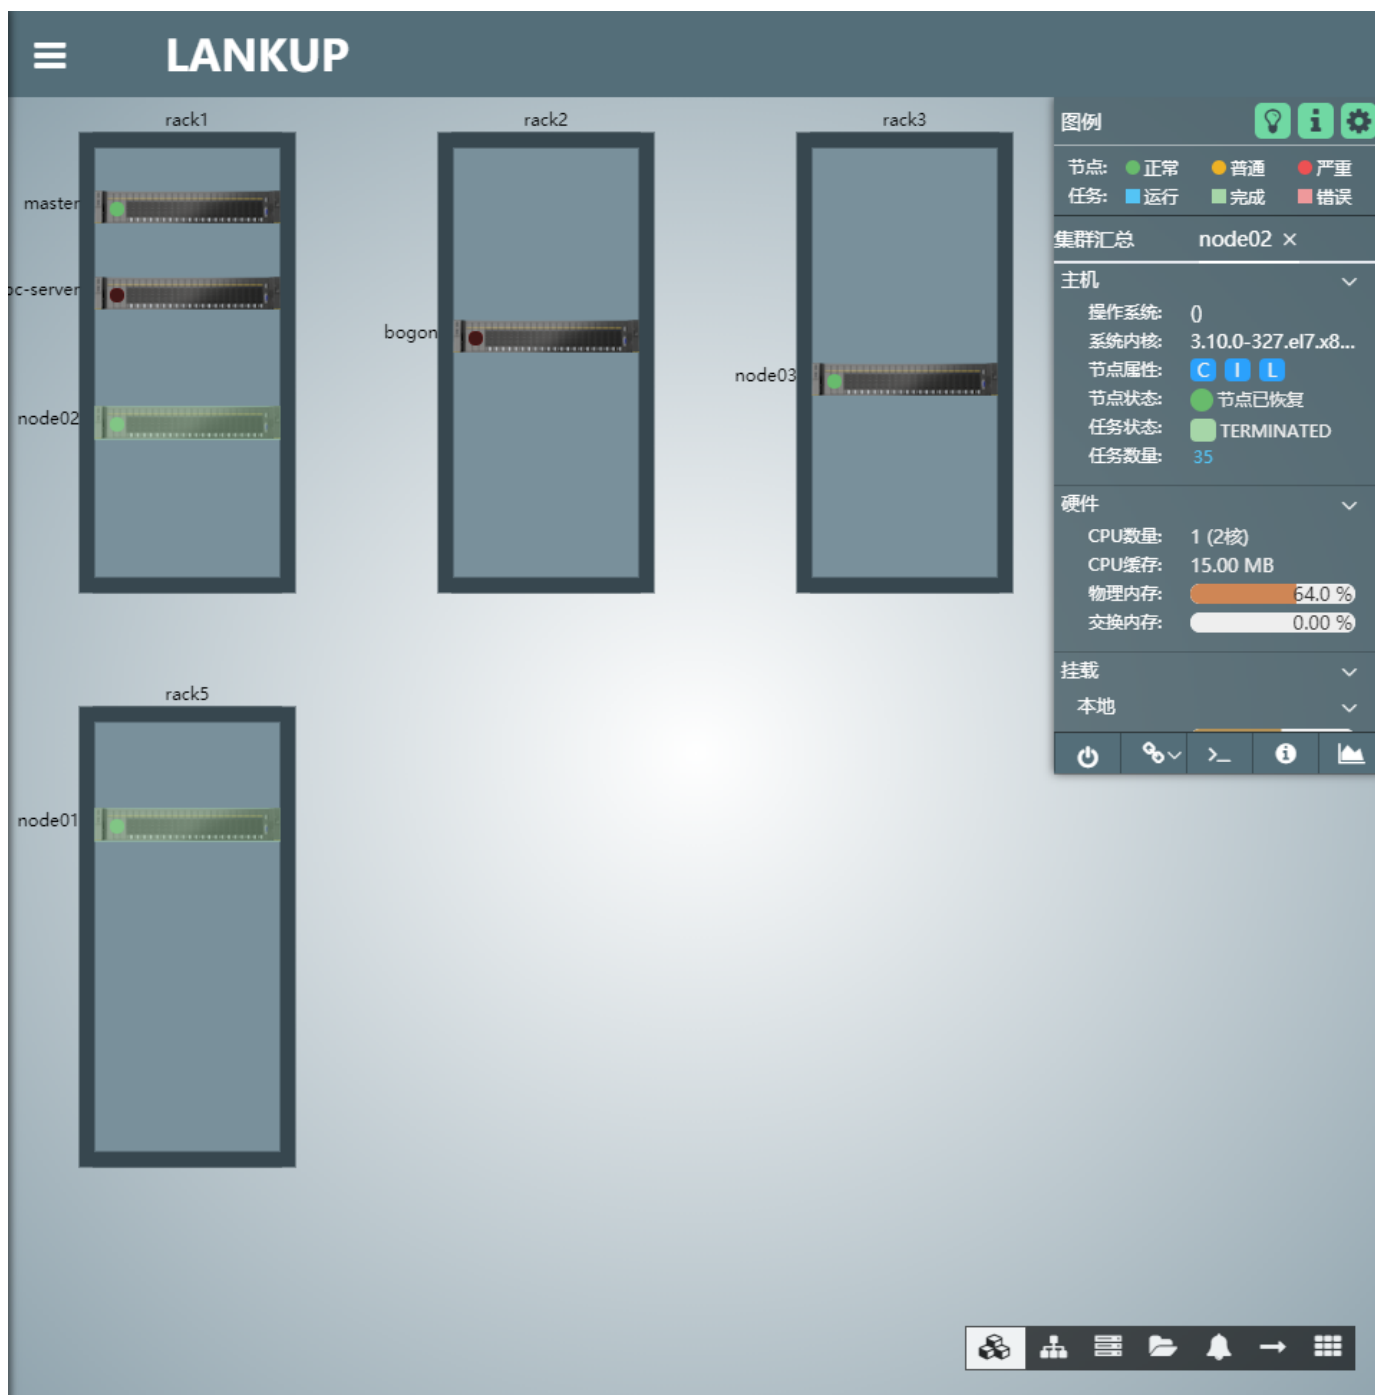 LANKUP
rack1
rack2
rack3
master
oc-server
node02
bogon
node03
rack5
node01
图例
节点: 正常 普通 严重
任务: 运行 完成 错误
集群汇总 node02 ×
主机
操作系统: ()
系统内核: 3.10.0-327.el7.x8...
节点属性: C I L
节点状态: 节点已恢复
任务状态: TERMINATED
任务数量: 35
硬件
CPU数量: 1 (2核)
CPU缓存: 15.00 MB
物理内存: 64.0 %
交换内存: 0.00 %
挂载
本地